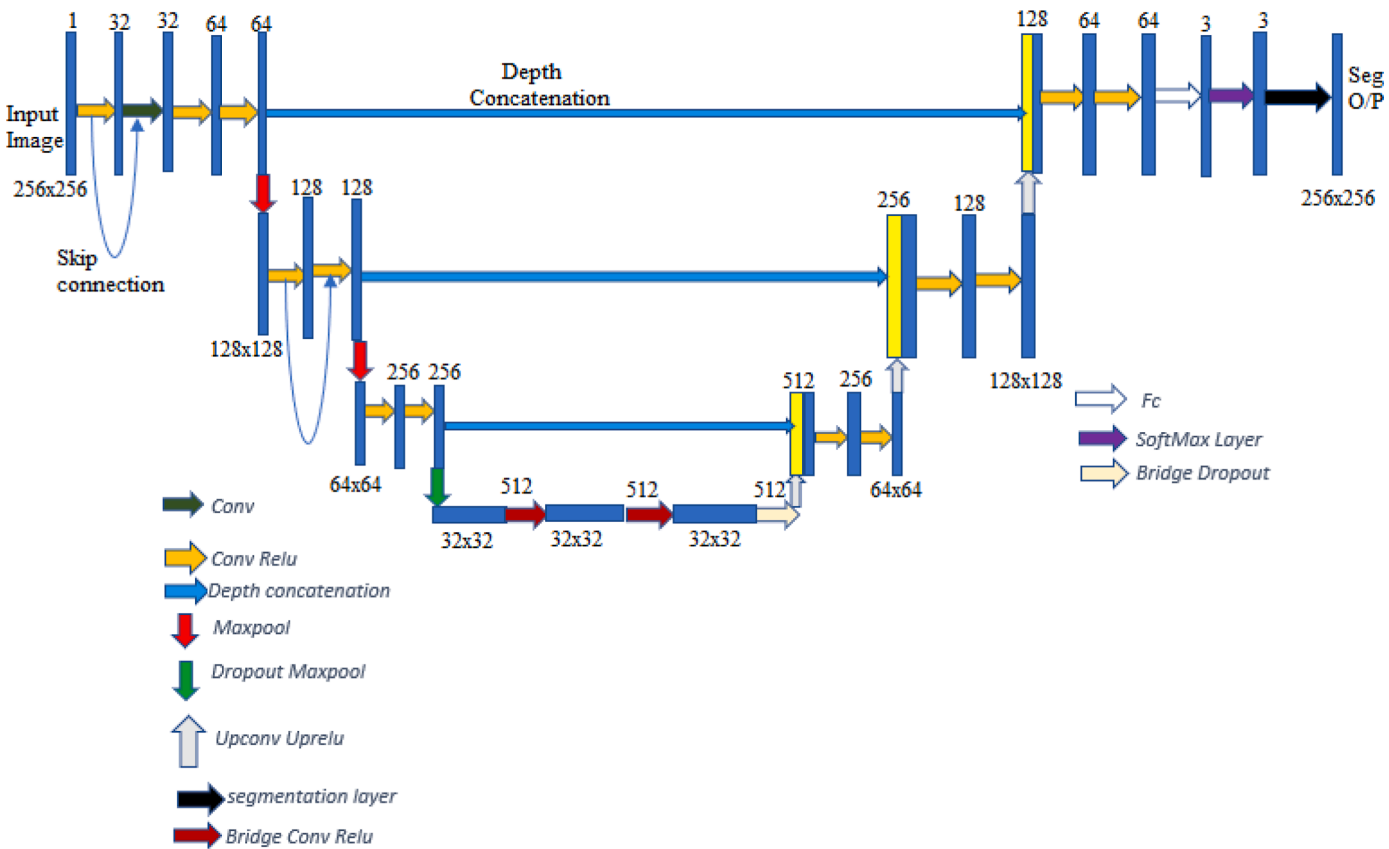 1 32 32 64 64 128 64 64 3 3
Depth
Concatenation
Seg
O/P
Input
Image
256x256
256x256
128 128 256 128
Skip
connection
128x128
128x128
256 256 512 256
64x64
64x64
512 512 512
32x32 32x32 32x32
Fc
SoftMax Layer
Bridge Dropout
Conv
Conv Relu
Depth concatenation
Maxpool
Dropout Maxpool
Upconv Uprelu
segmentation layer
Bridge Conv Relu